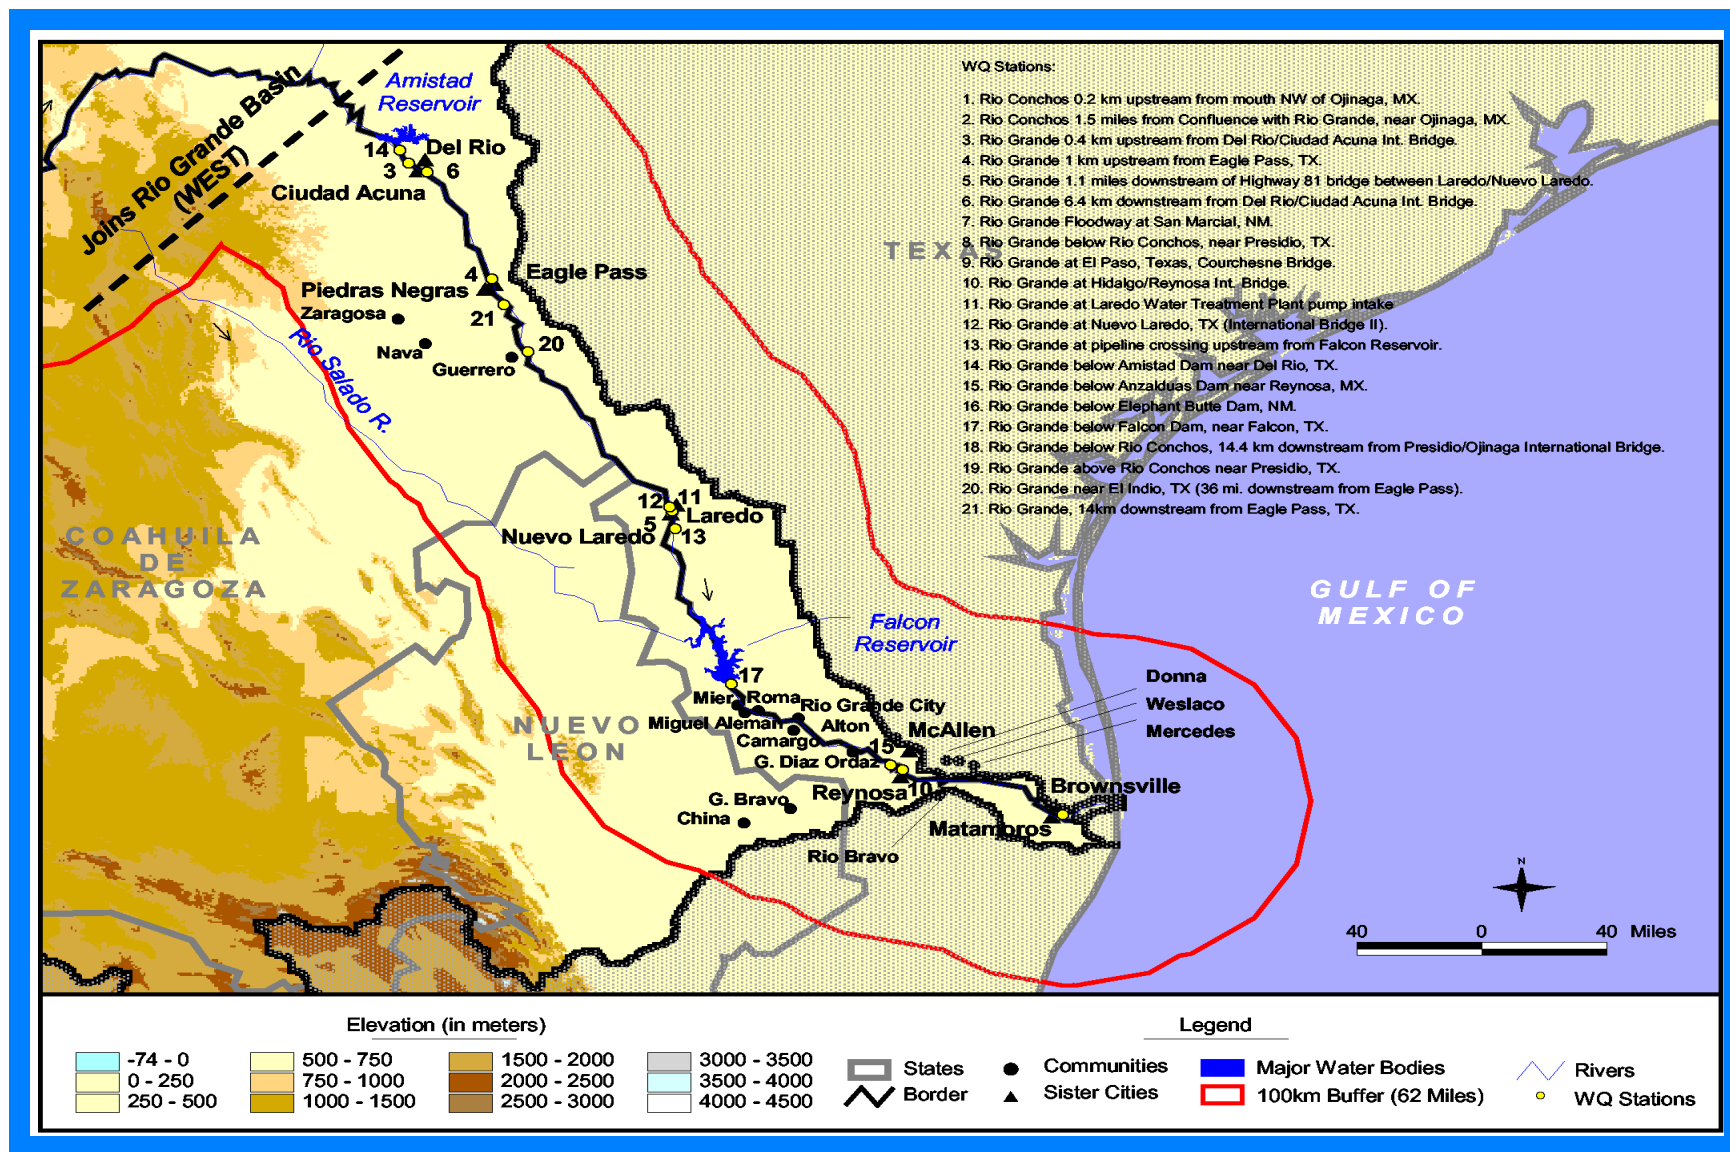 Joins Rio Grande Basin
(WEST)
Amistad
Reservoir
WQ Stations:
1. Rio Conchos 0.2 km upstream from mouth NW of Ojinaga, MX.
2. Rio Conchos 1.5 miles from Confluence with Rio Grande, near Ojinaga, MX.
3. Rio Grande 0.4 km upstream from Del Rio/Ciudad Acuna Int. Bridge.
4. Rio Grande 1 km upstream from Eagle Pass, TX.
5. Rio Grande 1.1 miles downstream of Highway 81 bridge between Laredo/Nuevo Laredo.
6. Rio Grande 6.4 km downstream from Del Rio/Ciudad Acuna Int. Bridge.
7. Rio Grande Floodway at San Marcial, NM.
8. Rio Grande below Rio Conchos, near Presidio, TX.
9. Rio Grande at El Paso, Texas, Courchesne Bridge.
10. Rio Grande at Hidalgo/Reynosa Int. Bridge.
11. Rio Grande at Laredo Water Treatment Plant pump intake
12. Rio Grande at Nuevo Laredo, TX (International Bridge II).
13. Rio Grande at pipeline crossing upstream from Falcon Reservoir.
14. Rio Grande below Amistad Dam near Del Rio, TX.
15. Rio Grande below Anzalduas Dam near Reynosa, MX.
16. Rio Grande below Elephant Butte Dam, NM.
17. Rio Grande below Falcon Dam, near Falcon, TX.
18. Rio Grande below Rio Conchos, 14.4 km downstream from Presidio/Ojinaga International Bridge.
19. Rio Grande above Rio Conchos near Presidio, TX.
20. Rio Grande near El Indio, TX (36 mi. downstream from Eagle Pass).
21. Rio Grande, 14km downstream from Eagle Pass, TX.
TEXAS
14
Del Rio
3
6
Ciudad Acuna
4
Eagle Pass
Piedras Negras
Zaragosa
21
20
Nava
Guerrero
Rio Salado R.
12
11
Laredo
5
Nuevo Laredo
13
COAHUILA
DE
ZARAGOZA
GULF OF
MEXICO
Falcon
Reservoir
17
Mier
Roma
Rio Grande City
Miguel Aleman
Alton
McAllen
Camargo
15
G. Diaz Ordaz
Donna
Weslaco
Mercedes
NUEVO
LEON
Reynosa
10
Brownsville
G. Bravo
China
Matamoros
Rio Bravo
N
40 0 40 Miles
Elevation (in meters)
-74 - 0
0 - 250
250 - 500
500 - 750
750 - 1000
1000 - 1500
1500 - 2000
2000 - 2500
2500 - 3000
3000 - 3500
3500 - 4000
4000 - 4500
Legend
States
Border
Communities
Sister Cities
Major Water Bodies
100km Buffer (62 Miles)
Rivers
WQ Stations